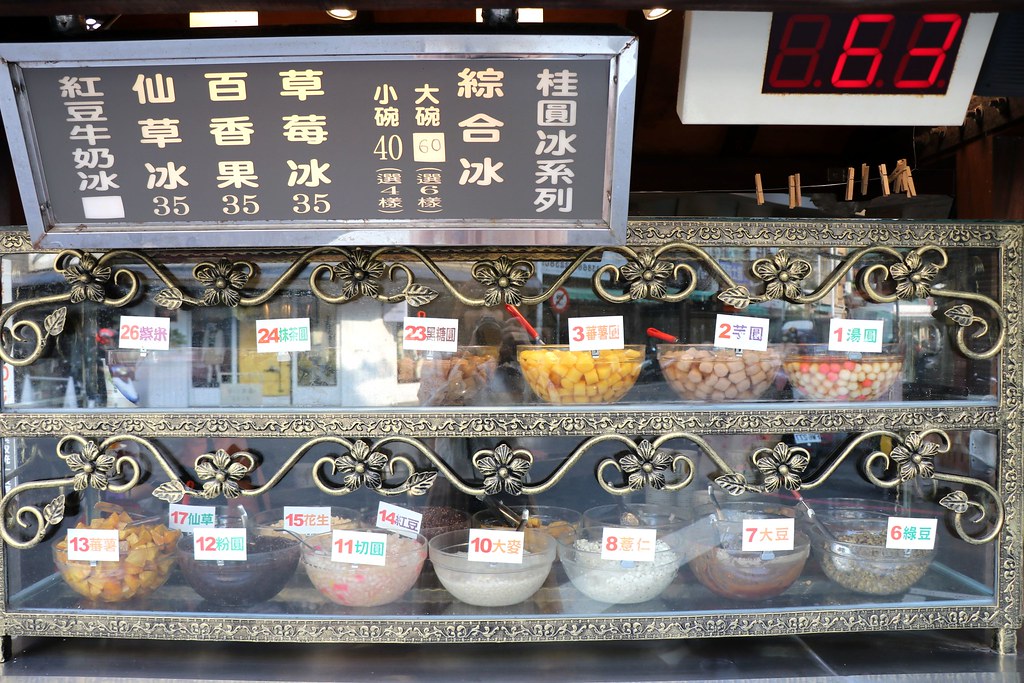 桂圓冰系列
綜合冰
大碗 60 (選6樣)
小碗 40 (選4樣)
草莓冰 35
百香果 35
仙草冰 35
紅豆牛奶冰
63
26紫米
24抹茶圓
23黑糖圓
3蕃薯圓
2芋圓
1湯圓
17仙草
15花生
14紅豆
13蕃薯
12粉圓
11切圓
10大麥
8薏仁
7大豆
6綠豆